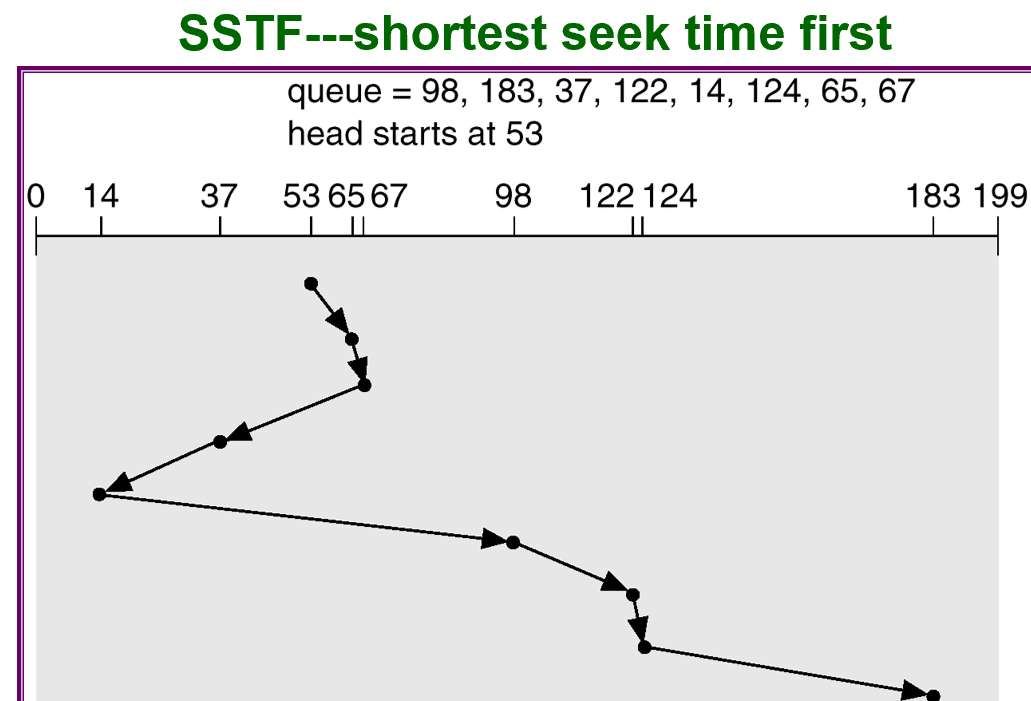 SSTF---shortest seek time first
queue = 98, 183, 37, 122, 14, 124, 65, 67
head starts at 53
0 14 37 53 65 67 98 122 124 183 199